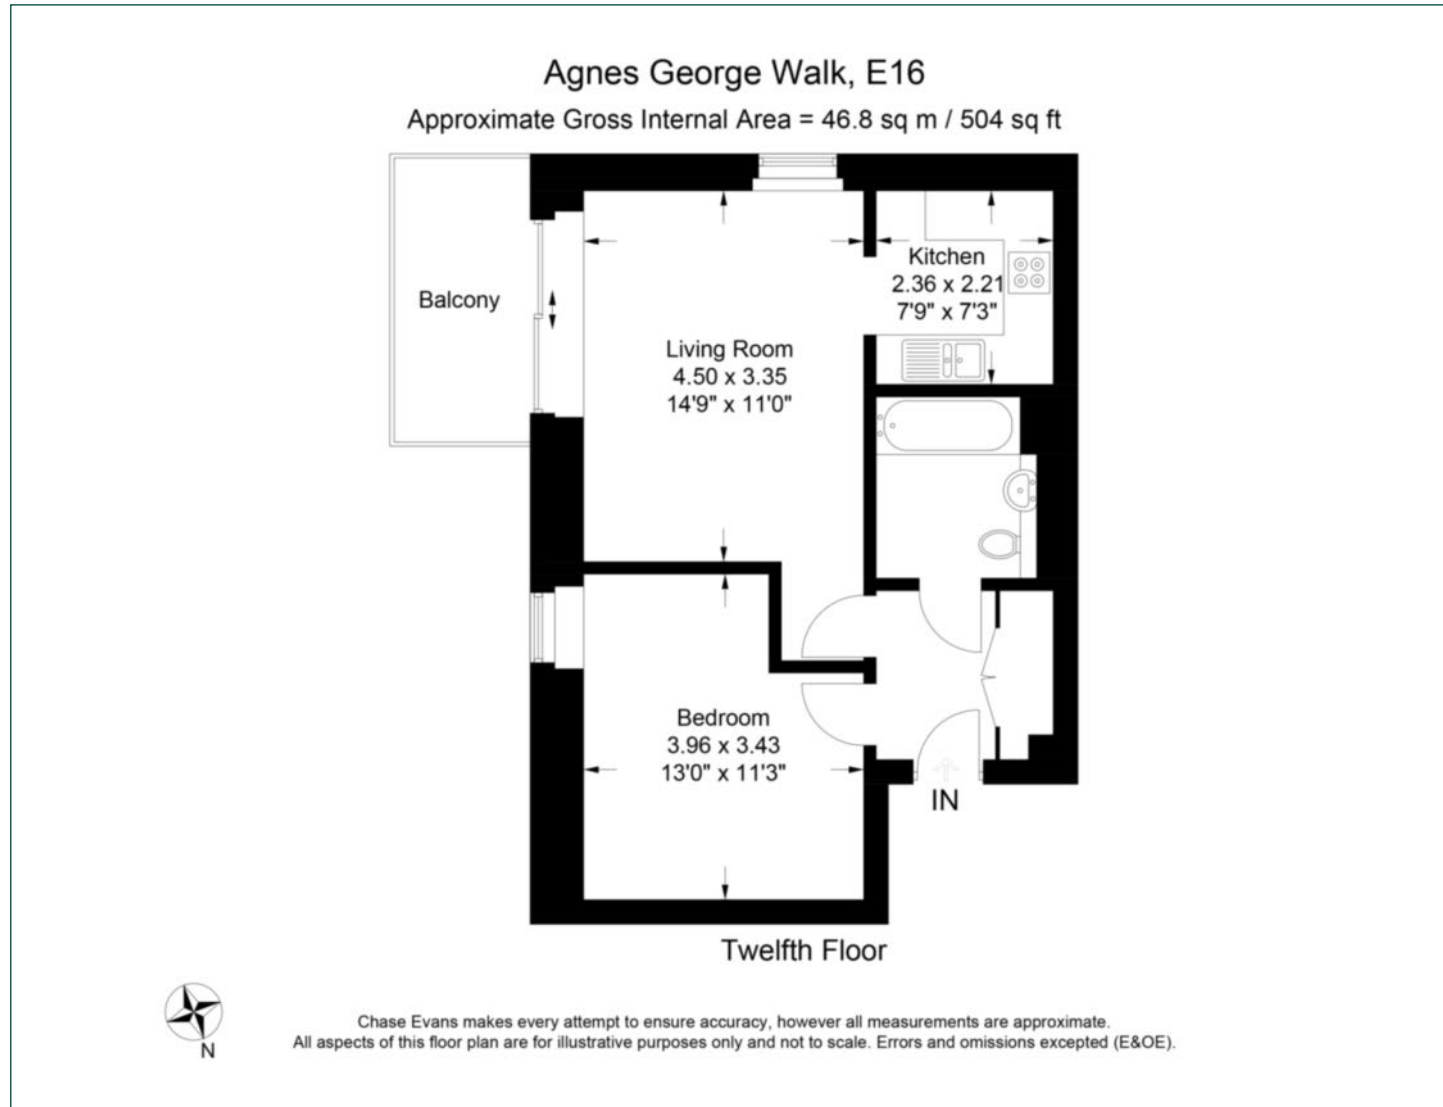 Agnes George Walk, E16
Approximate Gross Internal Area = 46.8 sq m / 504 sq ft
Balcony
Living Room
4.50 x 3.35
14'9" x 11'0"
Kitchen
2.36 x 2.21
7'9" x 7'3"
Bedroom
3.96 x 3.43
13'0" x 11'3"
IN
Twelfth Floor
N
Chase Evans makes every attempt to ensure accuracy, however all measurements are approximate.
All aspects of this floor plan are for illustrative purposes only and not to scale. Errors and omissions excepted (E&OE).